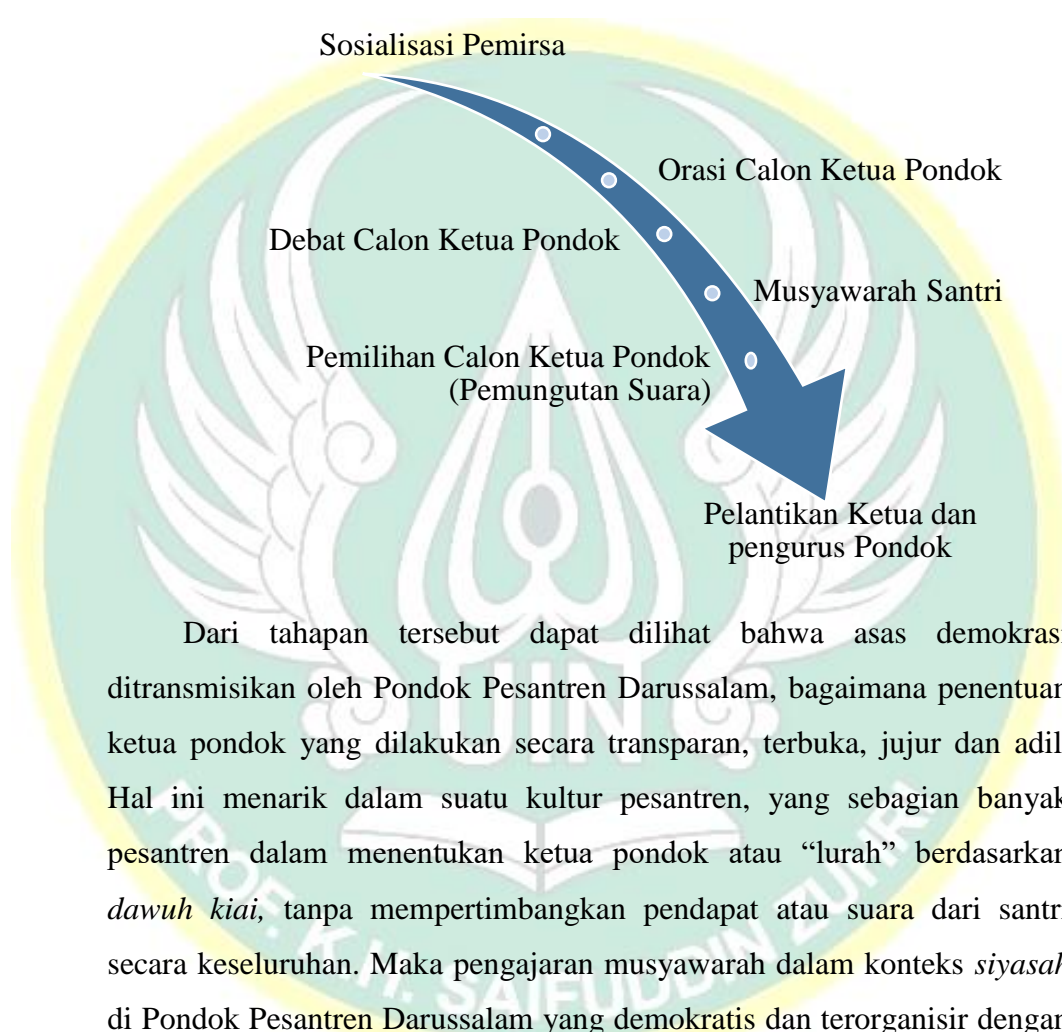 Sosialisasi Pemirsa
Orasi Calon Ketua Pondok
Debat Calon Ketua Pondok
Musyawarah Santri
Pemilihan Calon Ketua Pondok
(Pemungutan Suara)
Pelantikan Ketua dan
pengurus Pondok
Dari tahapan tersebut dapat dilihat bahwa asas demokrasi
ditransmisikan oleh Pondok Pesantren Darussalam, bagaimana penentuan
ketua pondok yang dilakukan secara transparan, terbuka, jujur dan adil
Hal ini menarik dalam suatu kultur pesantren, yang sebagian banyak
pesantren dalam menentukan ketua pondok atau “lurah” berdasarkan
dawuh kiai, tanpa mempertimbangkan pendapat atau suara dari santri
secara keseluruhan. Maka pengajaran musyawarah dalam konteks siyasah
di Pondok Pesantren Darussalam yang demokratis dan terorganisir dengan
UIN
PROF. K.H. SAIFUDDIN ZUHRI